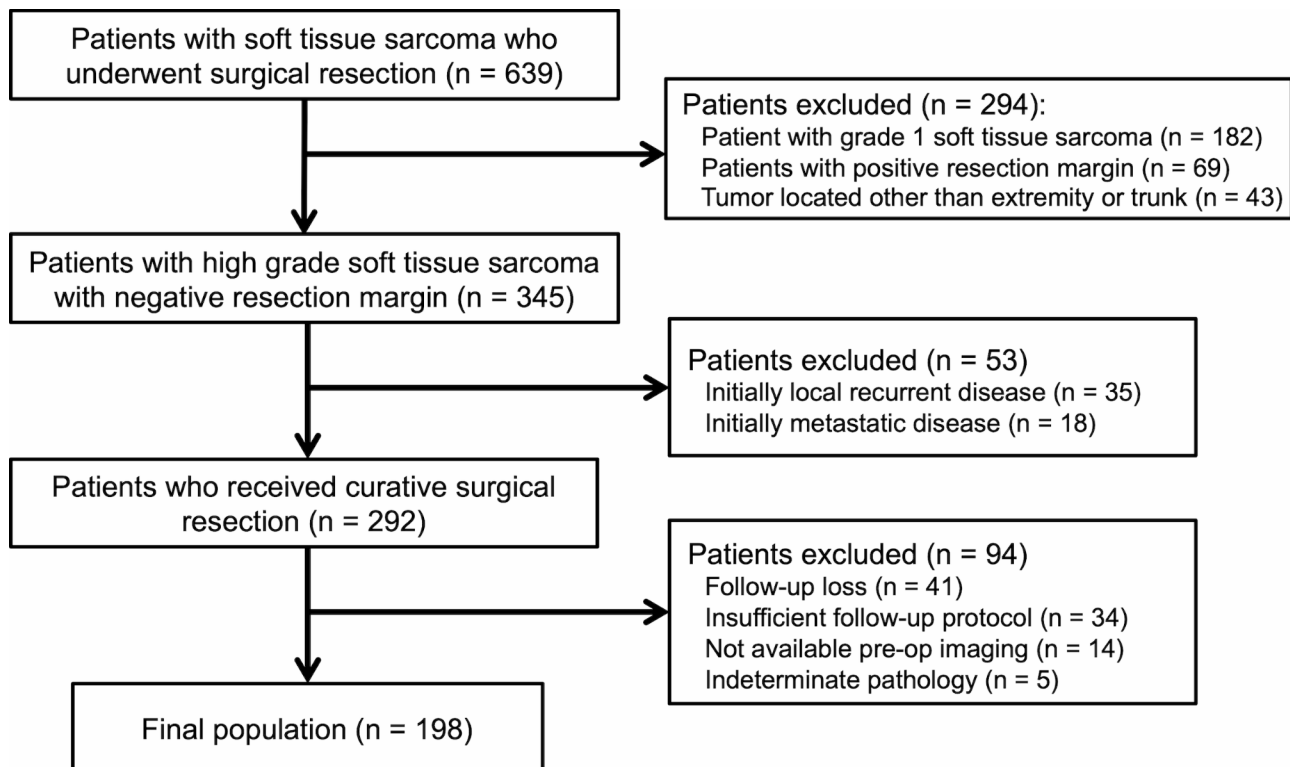 Patients with soft tissue sarcoma who
underwent surgical resection (n = 639)
Patients excluded (n = 294):
Patient with grade 1 soft tissue sarcoma (n = 182)
Patients with positive resection margin (n = 69)
Tumor located other than extremity or trunk (n = 43)
Patients with high grade soft tissue sarcoma
with negative resection margin (n = 345)
Patients excluded (n = 53)
Initially local recurrent disease (n = 35)
Initially metastatic disease (n = 18)
Patients who received curative surgical
resection (n = 292)
Patients excluded (n = 94)
Follow-up loss (n = 41)
Insufficient follow-up protocol (n = 34)
Not available pre-op imaging (n = 14)
Indeterminate pathology (n = 5)
Final population (n = 198)